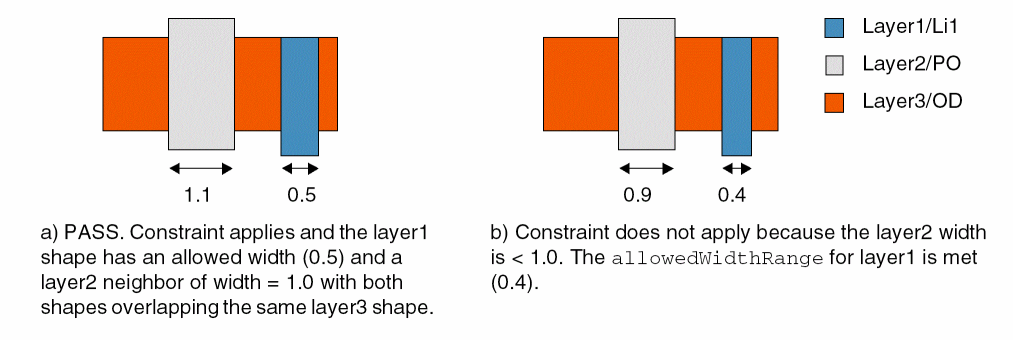 Layer1/Li1
Layer2/PO
Layer3/OD
1.1
0.5
0.9
0.4
a) PASS. Constraint applies and the layer1
shape has an allowed width (0.5) and a
layer2 neighbor of width = 1.0 with both
shapes overlapping the same layer3 shape.
b) Constraint does not apply because the layer2 width
is < 1.0. The allowedWidthRange for layer1 is met
(0.4).